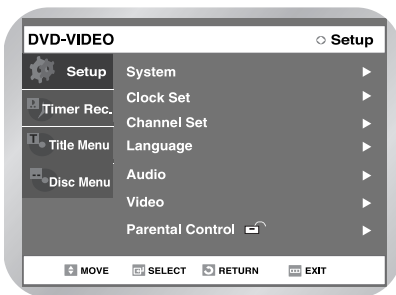 DVD-VIDEO Setup
Setup
Timer Rec.
Title Menu
Disc Menu
System
Clock Set
Channel Set
Language
Audio
Video
Parental Control
MOVE SELECT RETURN EXIT